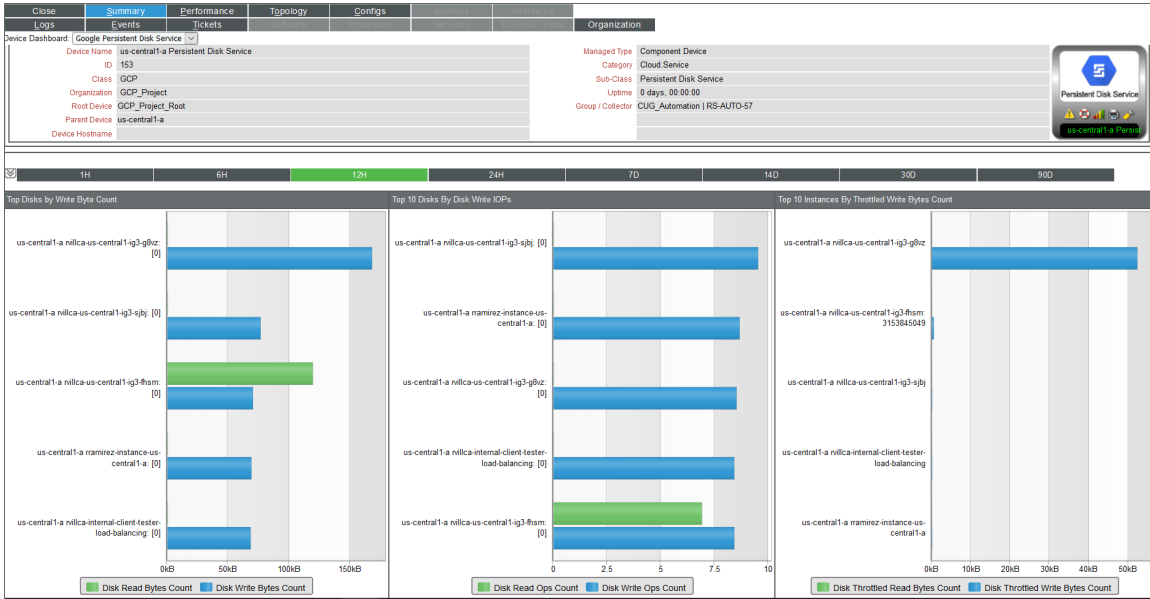 Close Summary Performance Topology Configs Journals Interfaces
Logs Events Tickets Software Processes Services TCP/UDP Ports Organization
Device Dashboard: Google Persistent Disk Service
Device Name us-central1-a Persistent Disk Service
ID 153
Class GCP
Organization GCP_Project
Root Device GCP_Project_Root
Parent Device us-central1-a
Device Hostname
Managed Type Component Device
Category Cloud.Service
Sub-Class Persistent Disk Service
Uptime 0 days, 00:00:00
Group / Collector CUG_Automation | RS-AUTO-57
Persistent Disk Service
us-central1-a Persist
1H 6H 12H 24H 7D 14D 30D 90D
Top Disks by Write Byte Count
us-central1-a rvillca-us-central1-ig3-g8vz:
[0]
us-central1-a rvillca-us-central1-ig3-sjbj: [0]
us-central1-a rvillca-us-central1-ig3-fhsm:
[0]
us-central1-a rramirez-instance-us-
central1-a: [0]
us-central1-a rvillca-internal-client-tester-
load-balancing: [0]
0kB 50kB 100kB 150kB
Disk Read Bytes Count Disk Write Bytes Count
Top 10 Disks By Disk Write IOPs
us-central1-a rvillca-us-central1-ig3-sjbj: [0]
us-central1-a rramirez-instance-us-
central1-a: [0]
us-central1-a rvillca-us-central1-ig3-g8vz:
[0]
us-central1-a rvillca-internal-client-tester-
load-balancing: [0]
us-central1-a rvillca-us-central1-ig3-fhsm:
[0]
0 2.5 5 7.5 10
Disk Read Ops Count Disk Write Ops Count
Top 10 Instances By Throttled Write Bytes Count
us-central1-a rvillca-us-central1-ig3-g8vz
us-central1-a rvillca-us-central1-ig3-fhsm:
3153845049
us-central1-a rvillca-us-central1-ig3-sjbj
us-central1-a rvillca-internal-client-tester-
load-balancing
us-central1-a rramirez-instance-us-
central1-a
0kB 10kB 20kB 30kB 40kB 50kB
Disk Throttled Read Bytes Count Disk Throttled Write Bytes Count